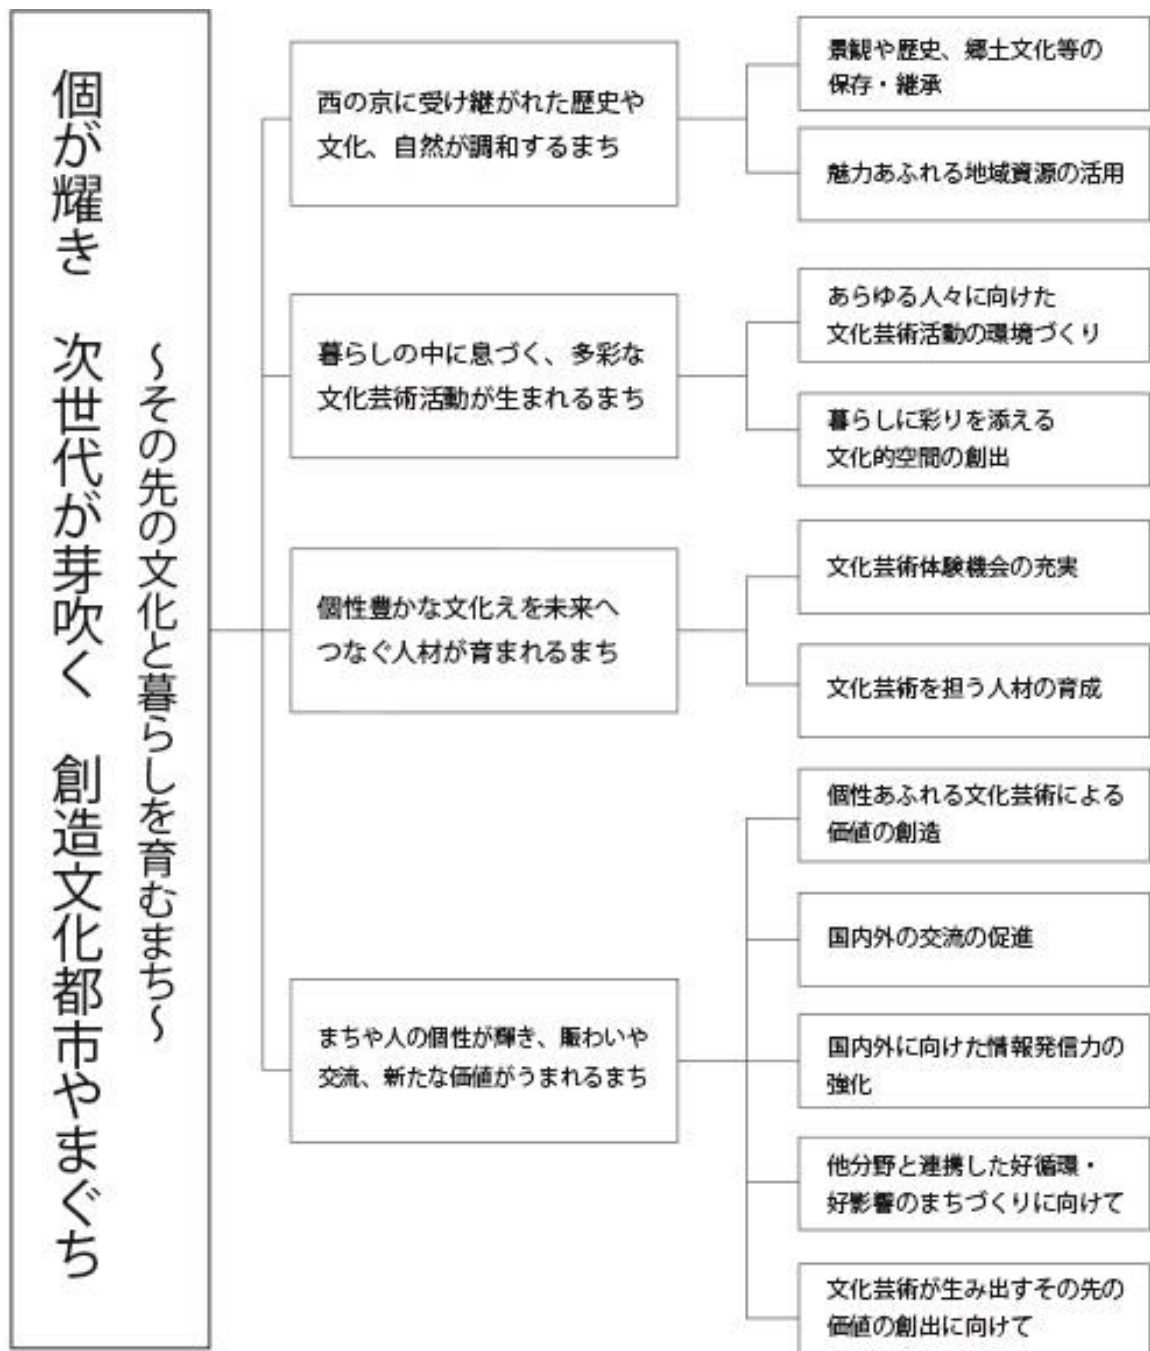 個が耀き　次世代が芽吹く　創造文化都市やまぐち
～その先の文化と暮らしを育むまち～
西の京に受け継がれた歴史や
文化、自然が調和するまち
景観や歴史、郷土文化等の
保存・継承
魅力あふれる地域資源の活用
暮らしの中に息づく、多彩な
文化芸術活動が生まれるまち
あらゆる人々に向けた
文化芸術活動の環境づくり
暮らしに彩りを添える
文化的空間の創出
個性豊かな文化えを未来へ
つなぐ人材が育まれるまち
文化芸術体験機会の充実
文化芸術を担う人材の育成
まちや人の個性が輝き、賑わいや
交流、新たな価値がうまれるまち
個性あふれる文化芸術による
価値の創造
国内外の交流の促進
国内外に向けた情報発信力の
強化
他分野と連携した好循環・
好影響のまちづくりに向けて
文化芸術が生み出すその先の
価値の創出に向けて